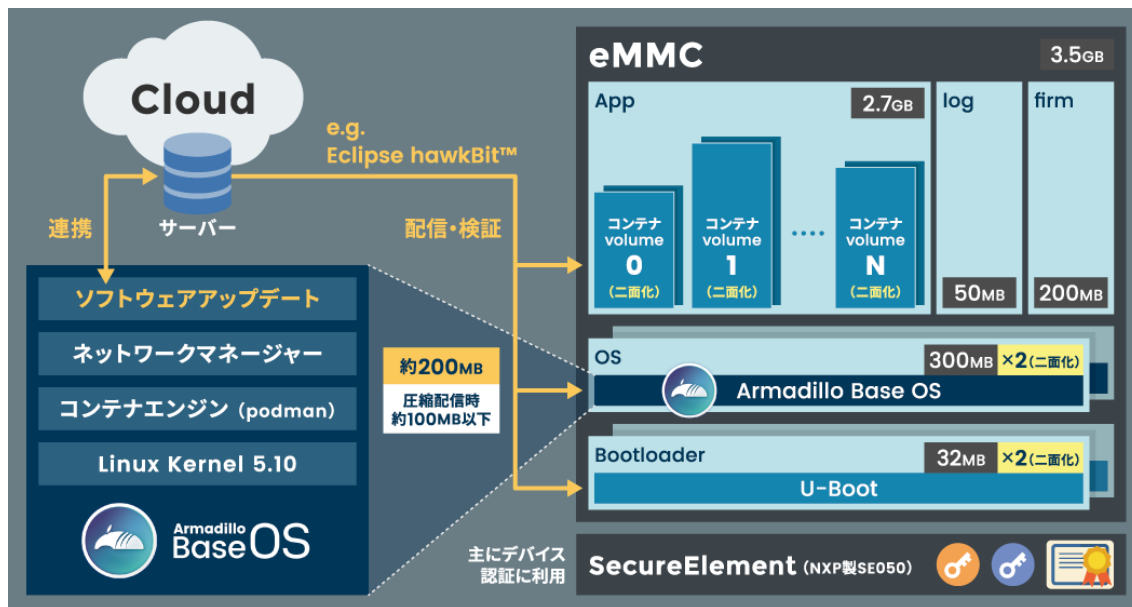 Cloud
e.g.
Eclipse hawkBit™
連携
サーバー
配信・検証
ソフトウェアアップデート
ネットワークマネージャー
コンテナエンジン（podman）
Linux Kernel 5.10
Armadillo
Base OS
約200MB
圧縮配信時
約100MB以下
主にデバイス
認証に利用
eMMC
3.5GB
App
2.7GB
コンテナ
volume
0
（二面化）
コンテナ
volume
1
（二面化）
••••
コンテナ
volume
N
（二面化）
log
50MB
firm
200MB
OS
300MB ×2（二面化）
Armadillo Base OS
Bootloader
32MB ×2（二面化）
U-Boot
SecureElement（NXP製SE050）